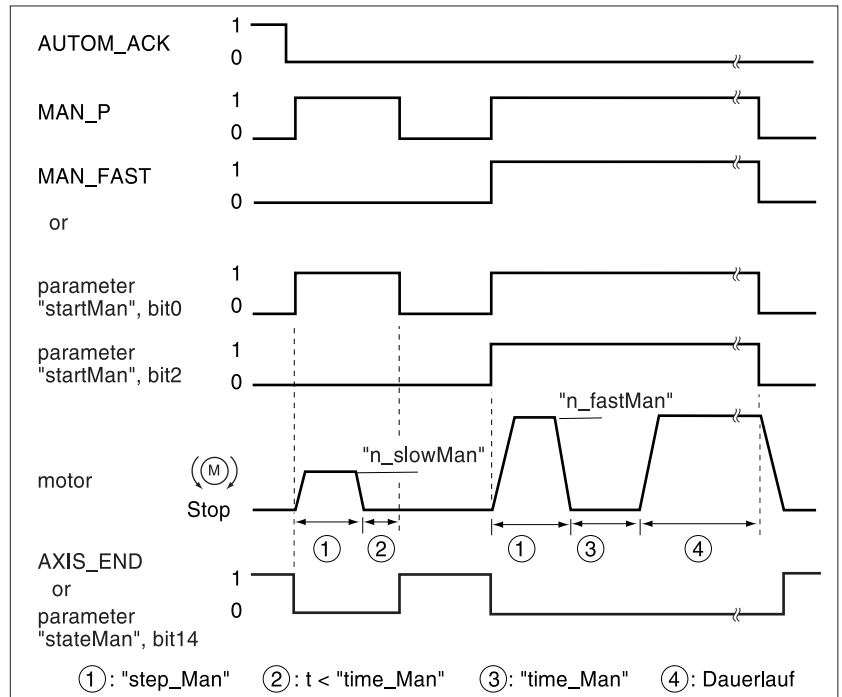 AUTOM_ACK
1
0
MAN_P
1
0
MAN_FAST
1
0
or
parameter
"startMan", bit0
1
0
parameter
"startMan", bit2
1
0
"n_fastMan"
"n_slowMan"
motor
M
Stop
1 2 1 3 4
AXIS_END
or
parameter
"stateMan", bit14
1
0
1: "step_Man" 2: t < "time_Man" 3: "time_Man" 4: Dauerlauf